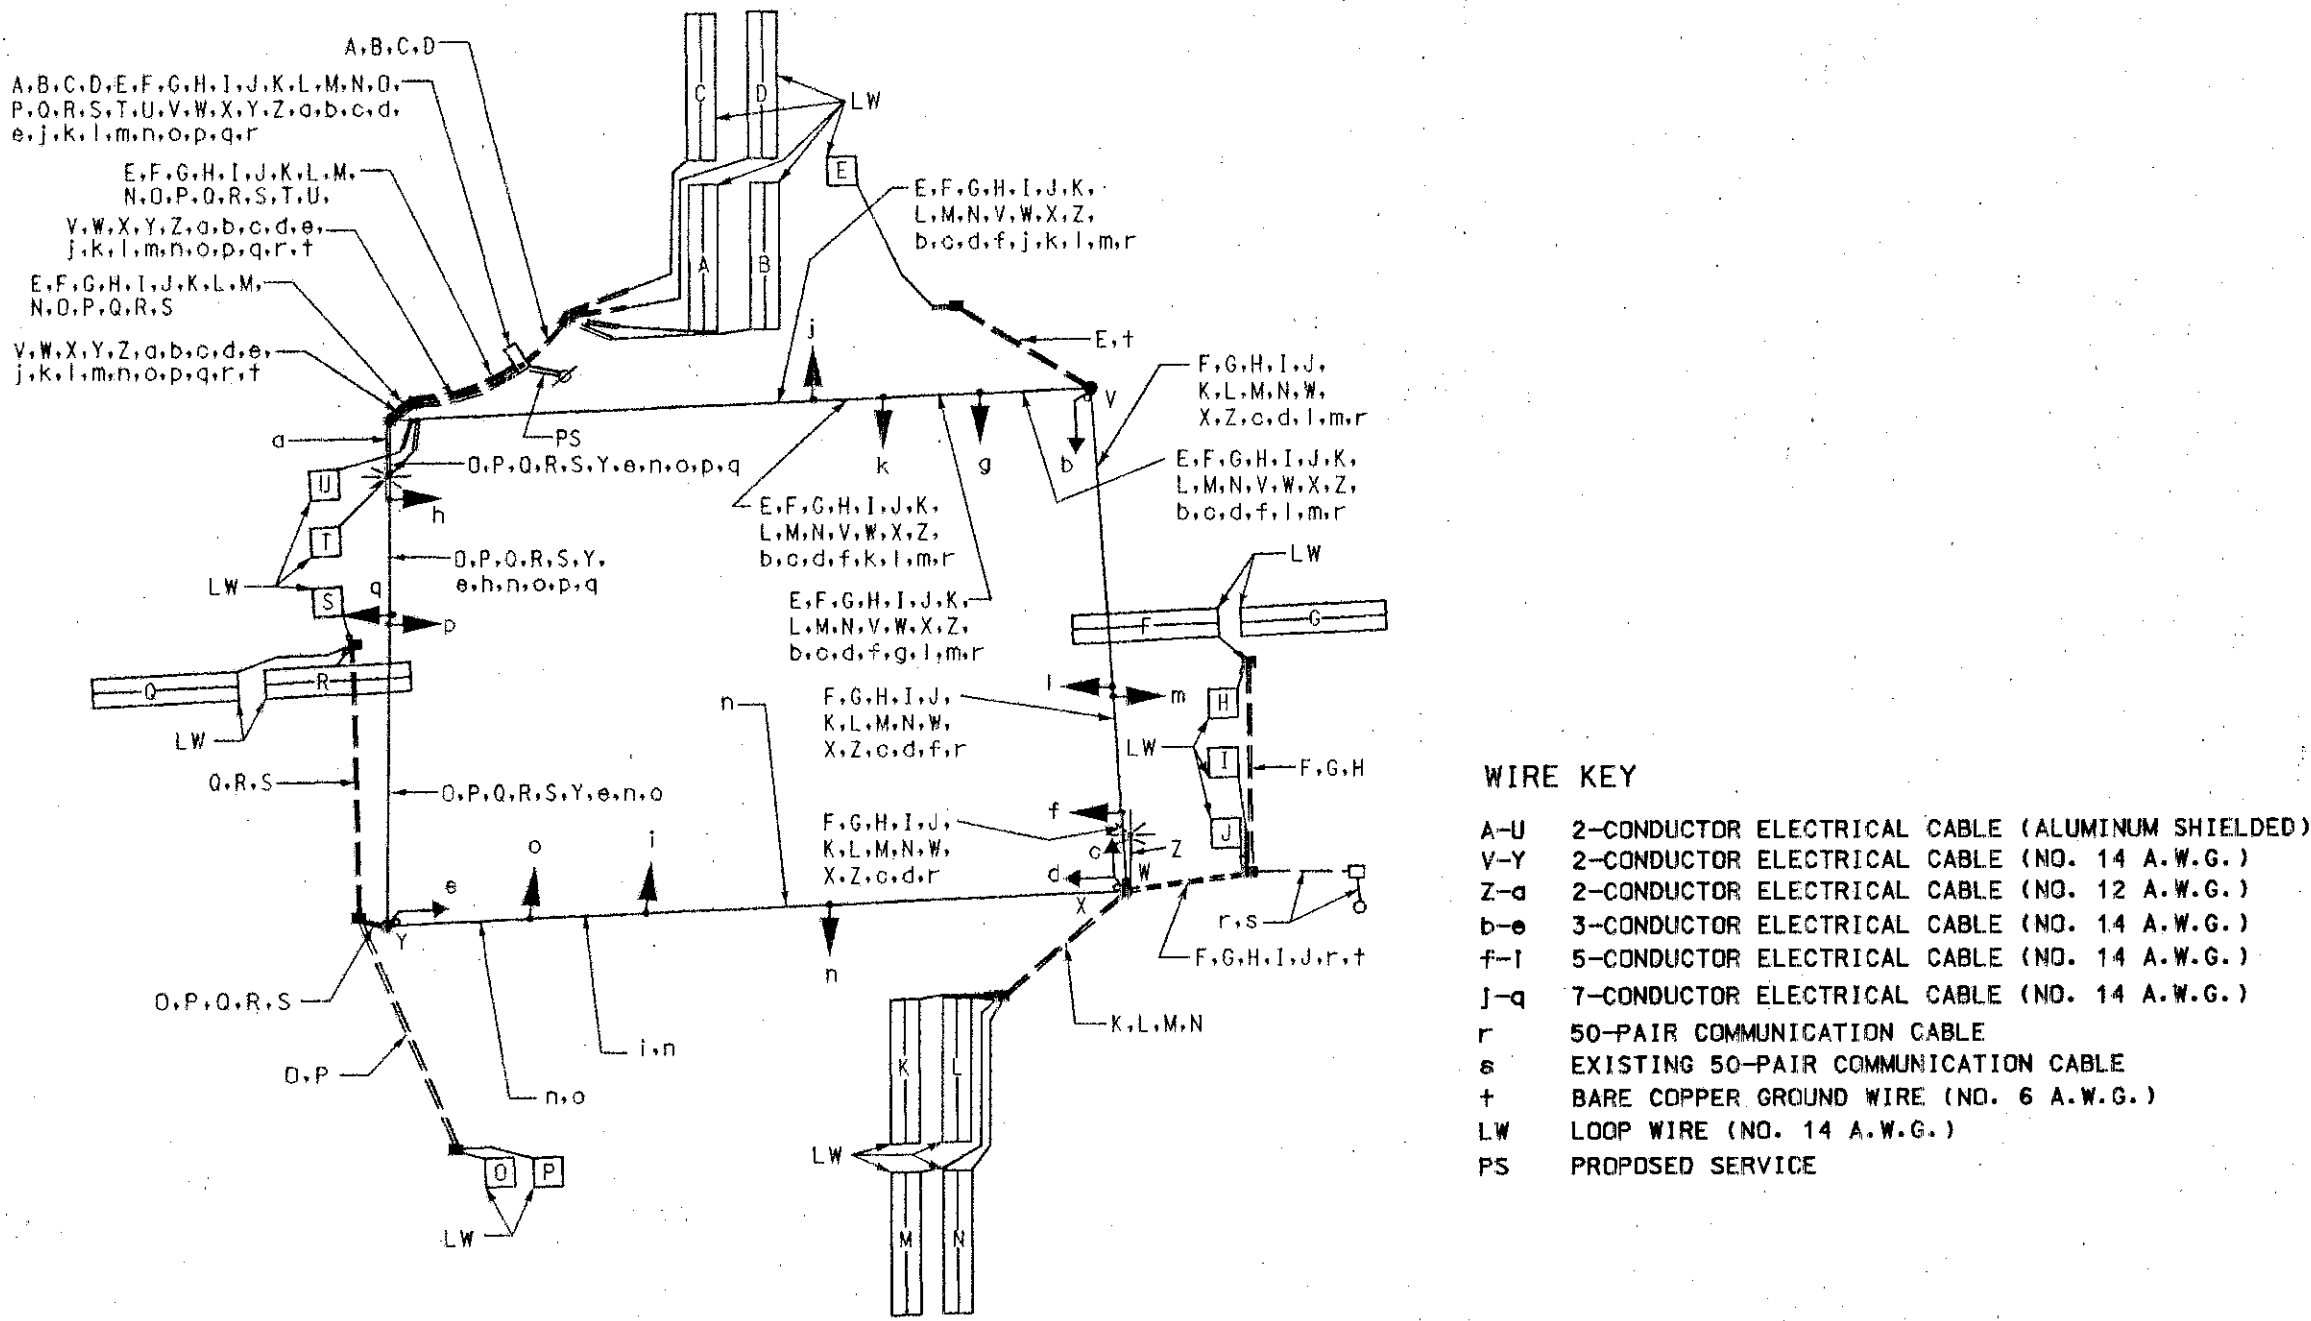 A,B,C,D
A,B,C,D,E,F,G,H,I,J,K,L,M,N,O,
P,Q,R,S,T,U,V,W,X,Y,Z,a,b,c,d,
e,j,k,l,m,n,o,p,q,r
E,F,G,H,I,J,K,L,M,
N,O,P,Q,R,S,T,U,
V,W,X,Y,Z,a,b,c,d,e,
j,k,l,m,n,o,p,q,r,t
E,F,G,H,I,J,K,L,M,
N,O,P,Q,R,S
V,W,X,Y,Z,a,b,c,d,e,
j,k,l,m,n,o,p,q,r,t
C
D
LW
E
A
B
E,F,G,H,I,J,K,
L,M,N,V,W,X,Z,
b,c,d,f,j,k,l,m,r
j
E,t
V
F,G,H,I,J,
K,L,M,N,W,
X,Z,c,d,l,m,r
a
PS
O,P,Q,R,S,Y,e,n,o,p,q
k
g
b
E,F,G,H,I,J,K,
L,M,N,V,W,X,Z,
b,c,d,f,l,m,r
U
h
T
E,F,G,H,I,J,K,
L,M,N,V,W,X,Z,
b,c,d,f,k,l,m,r
O,P,Q,R,S,Y,
e,h,n,o,p,q
LW
LW
S
q
p
E,F,G,H,I,J,K,
L,M,N,V,W,X,Z,
b,c,d,f,g,l,m,r
F
G
Q
R
LW
n
F,G,H,I,J,
K,L,M,N,W,
X,Z,c,d,f,r
l
m
H
LW
I
F,G,H
Q,R,S
O,P,Q,R,S,Y,e,n,o
f
J
F,G,H,I,J,
K,L,M,N,W,
X,Z,c,d,r
c
Z
d
W
o
i
e
X
Y
r,s
n
F,G,H,I,J,r,t
O,P,Q,R,S
K,L,M,N
i,n
O,P
n,o
K
L
LW
O
P
LW
M
N
WIRE KEY
A-U 2-CONDUCTOR ELECTRICAL CABLE (ALUMINUM SHIELDED)
V-Y 2-CONDUCTOR ELECTRICAL CABLE (NO. 14 A.W.G.)
Z-a 2-CONDUCTOR ELECTRICAL CABLE (NO. 12 A.W.G.)
b-e 3-CONDUCTOR ELECTRICAL CABLE (NO. 14 A.W.G.)
f-i 5-CONDUCTOR ELECTRICAL CABLE (NO. 14 A.W.G.)
j-q 7-CONDUCTOR ELECTRICAL CABLE (NO. 14 A.W.G.)
r 50-PAIR COMMUNICATION CABLE
s EXISTING 50-PAIR COMMUNICATION CABLE
t BARE COPPER GROUND WIRE (NO. 6 A.W.G.)
LW LOOP WIRE (NO. 14 A.W.G.)
PS PROPOSED SERVICE